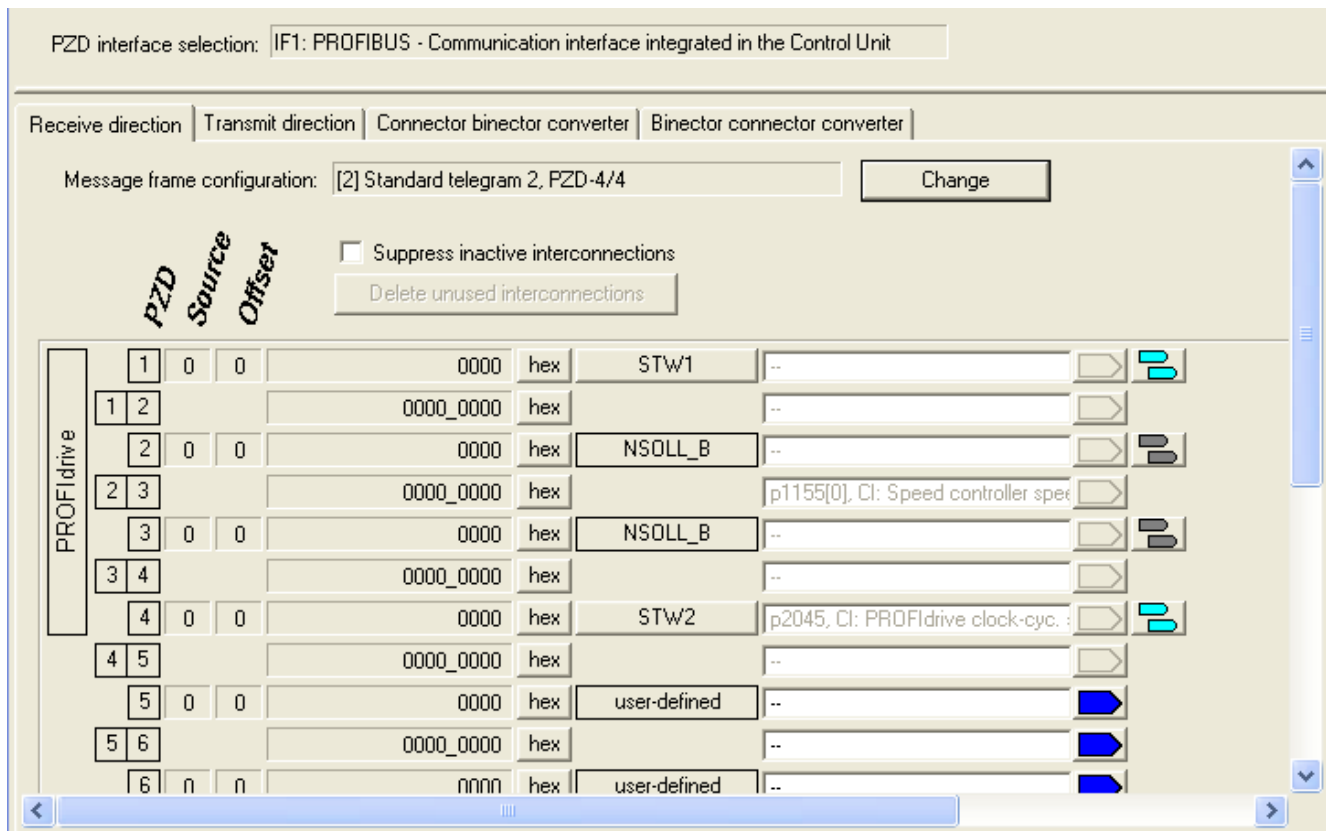 PZD interface selection: IF1: PROFIBUS - Communication interface integrated in the Control Unit
Receive direction Transmit direction Connector binector converter Binector connector converter
Message frame configuration: [2] Standard telegram 2, PZD-4/4 Change
PZD Source Offset
Suppress inactive interconnections
Delete unused interconnections
PROFIdrive
1 0 0 0000 hex STW1 --
1 2 0000_0000 hex --
2 0 0 0000 hex NSOLL_B --
2 3 0000_0000 hex p1155[0], CI: Speed controller spee
3 0 0 0000 hex NSOLL_B --
3 4 0000_0000 hex --
4 0 0 0000 hex STW2 p2045, CI: PROFIdrive clock-cyc.
4 5 0000_0000 hex --
5 0 0 0000 hex user-defined --
5 6 0000_0000 hex --
6 0 0 0000 hex user-defined --